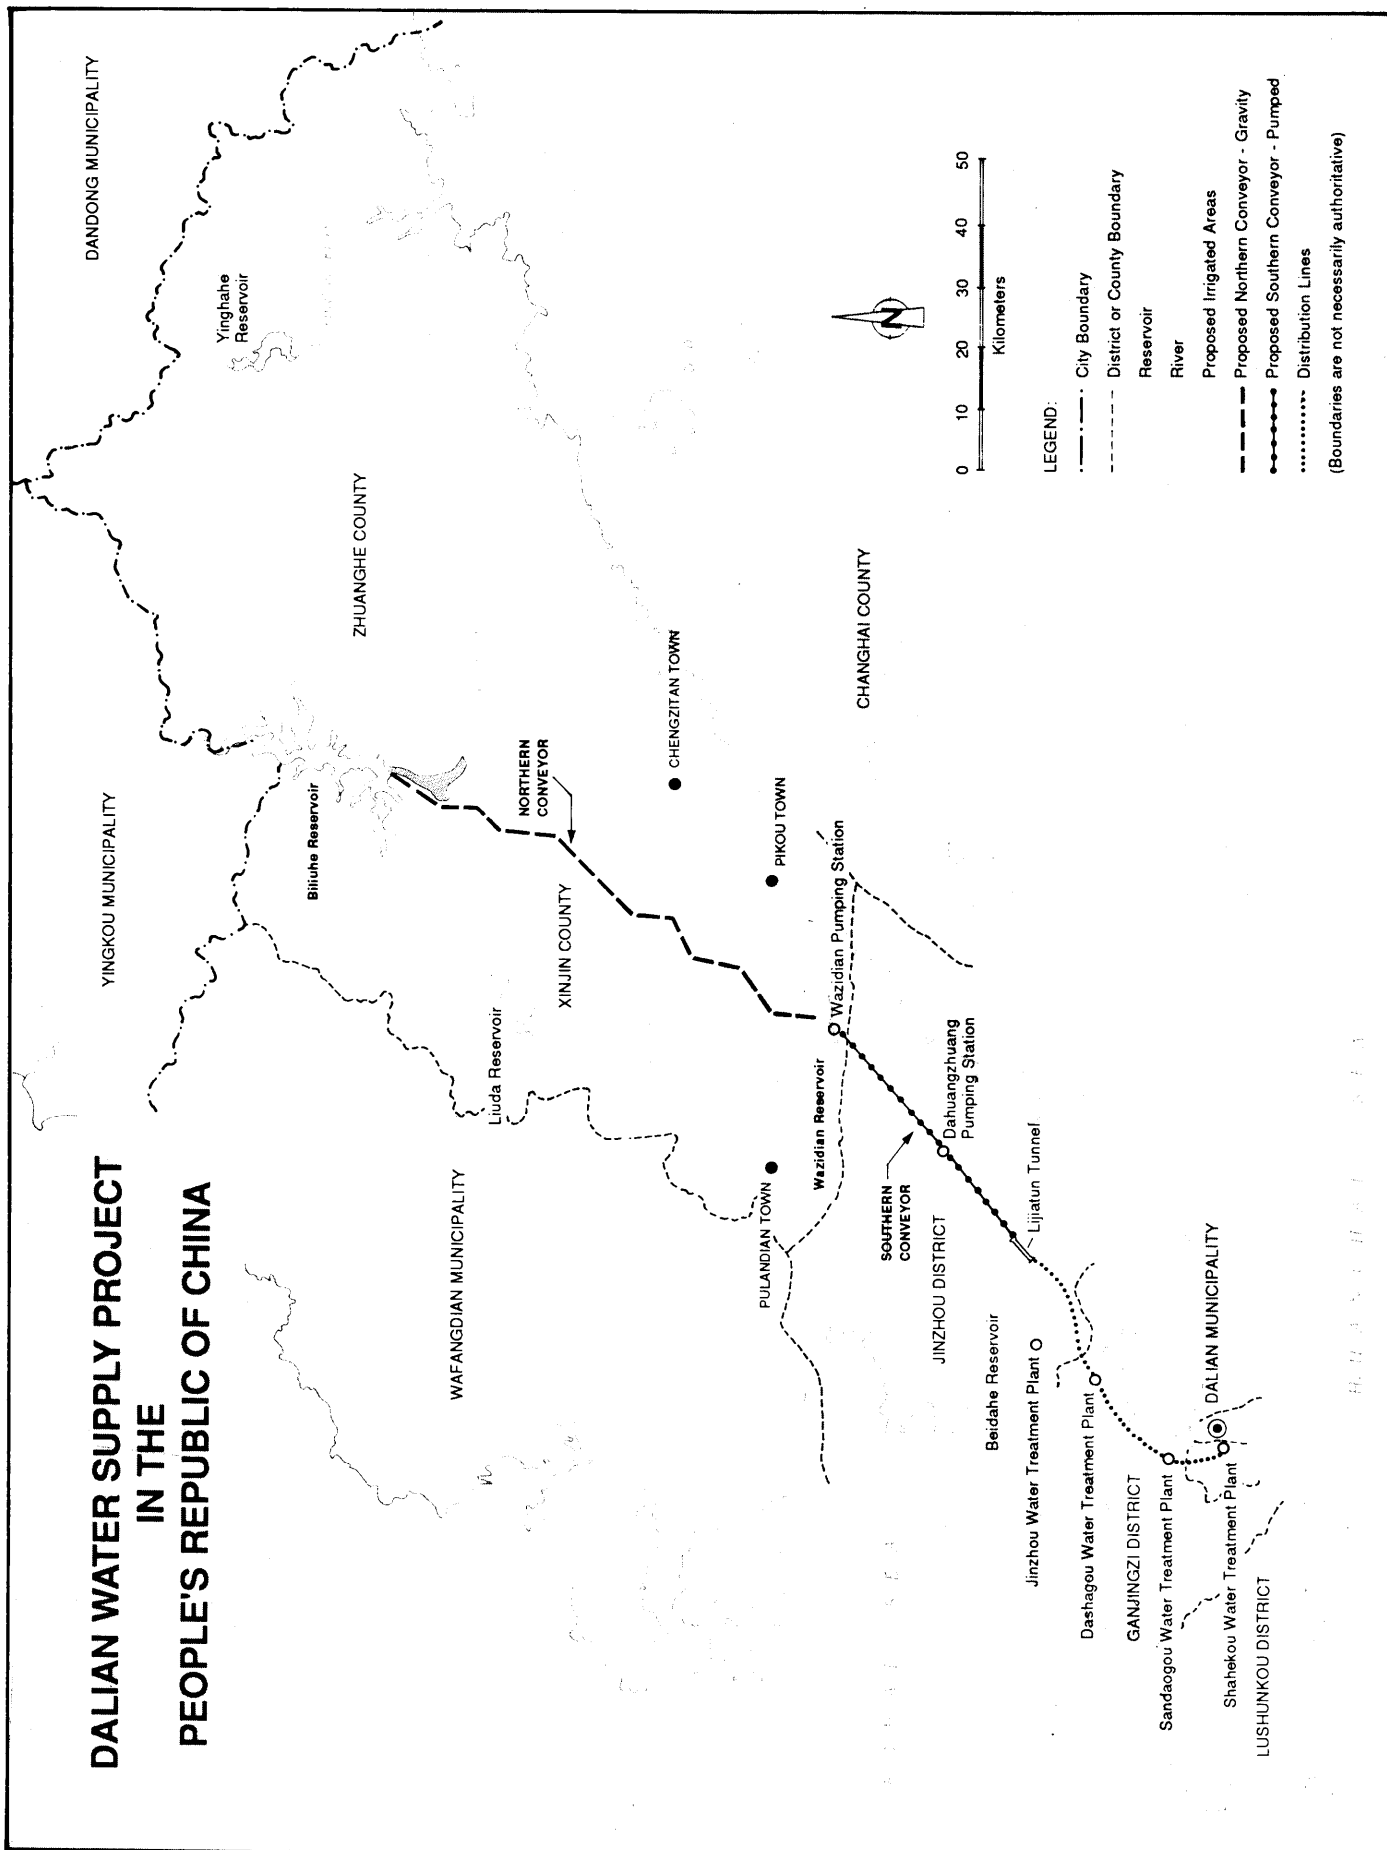 DALIAN WATER SUPPLY PROJECT
IN THE
PEOPLE'S REPUBLIC OF CHINA
DANDONG MUNICIPALITY
YINGKOU MUNICIPALITY
Yinghahe
Reservoir
Biliuhe Reservoir
ZHUANGHE COUNTY
WAFANGDIAN MUNICIPALITY
Liuda Reservoir
NORTHERN
CONVEYOR
XINJIN COUNTY
CHENGZITAN TOWN
PULANDIAN TOWN
PIKOU TOWN
Wazidian Reservoir
Wazidian Pumping Station
CHANGHAI COUNTY
SOUTHERN
CONVEYOR
JINZHOU DISTRICT
Dahuangzhuang
Pumping Station
Beidahe Reservoir
Jinzhou Water Treatment Plant
Lijiatun Tunnel
Dashagou Water Treatment Plant
GANJINGZI DISTRICT
Sandaogou Water Treatment Plant
DALIAN MUNICIPALITY
Shahekou Water Treatment Plant
LUSHUNKOU DISTRICT
N
0 10 20 30 40 50
Kilometers
LEGEND:
City Boundary
District or County Boundary
Reservoir
River
Proposed Irrigated Areas
Proposed Northern Conveyor - Gravity
Proposed Southern Conveyor - Pumped
Distribution Lines
(Boundaries are not necessarily authoritative)